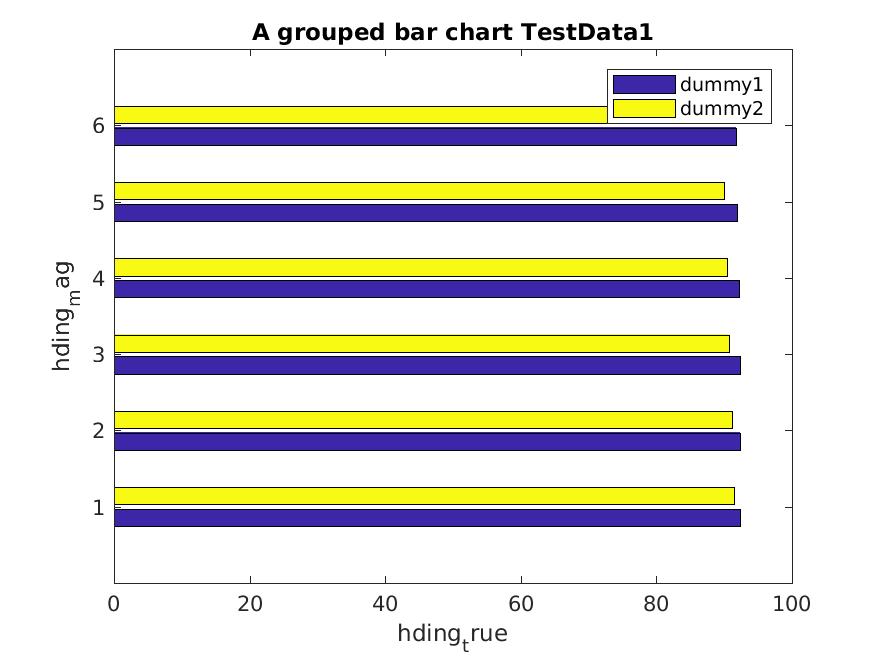 A grouped bar chart TestData1
dummy1
dummy2
6
5
4
3
2
1
hding_mag
0 20 40 60 80 100
hding_true